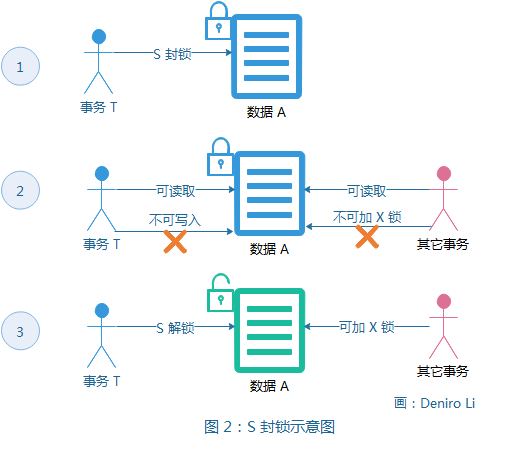 1
S 封锁
事务 T
数据 A
2
可读取
可读取
不可写入
不可加 X 锁
事务 T
数据 A
其它事务
3
S 解锁
可加 X 锁
事务 T
数据 A
其它事务
画：Deniro Li
图 2：S 封锁示意图